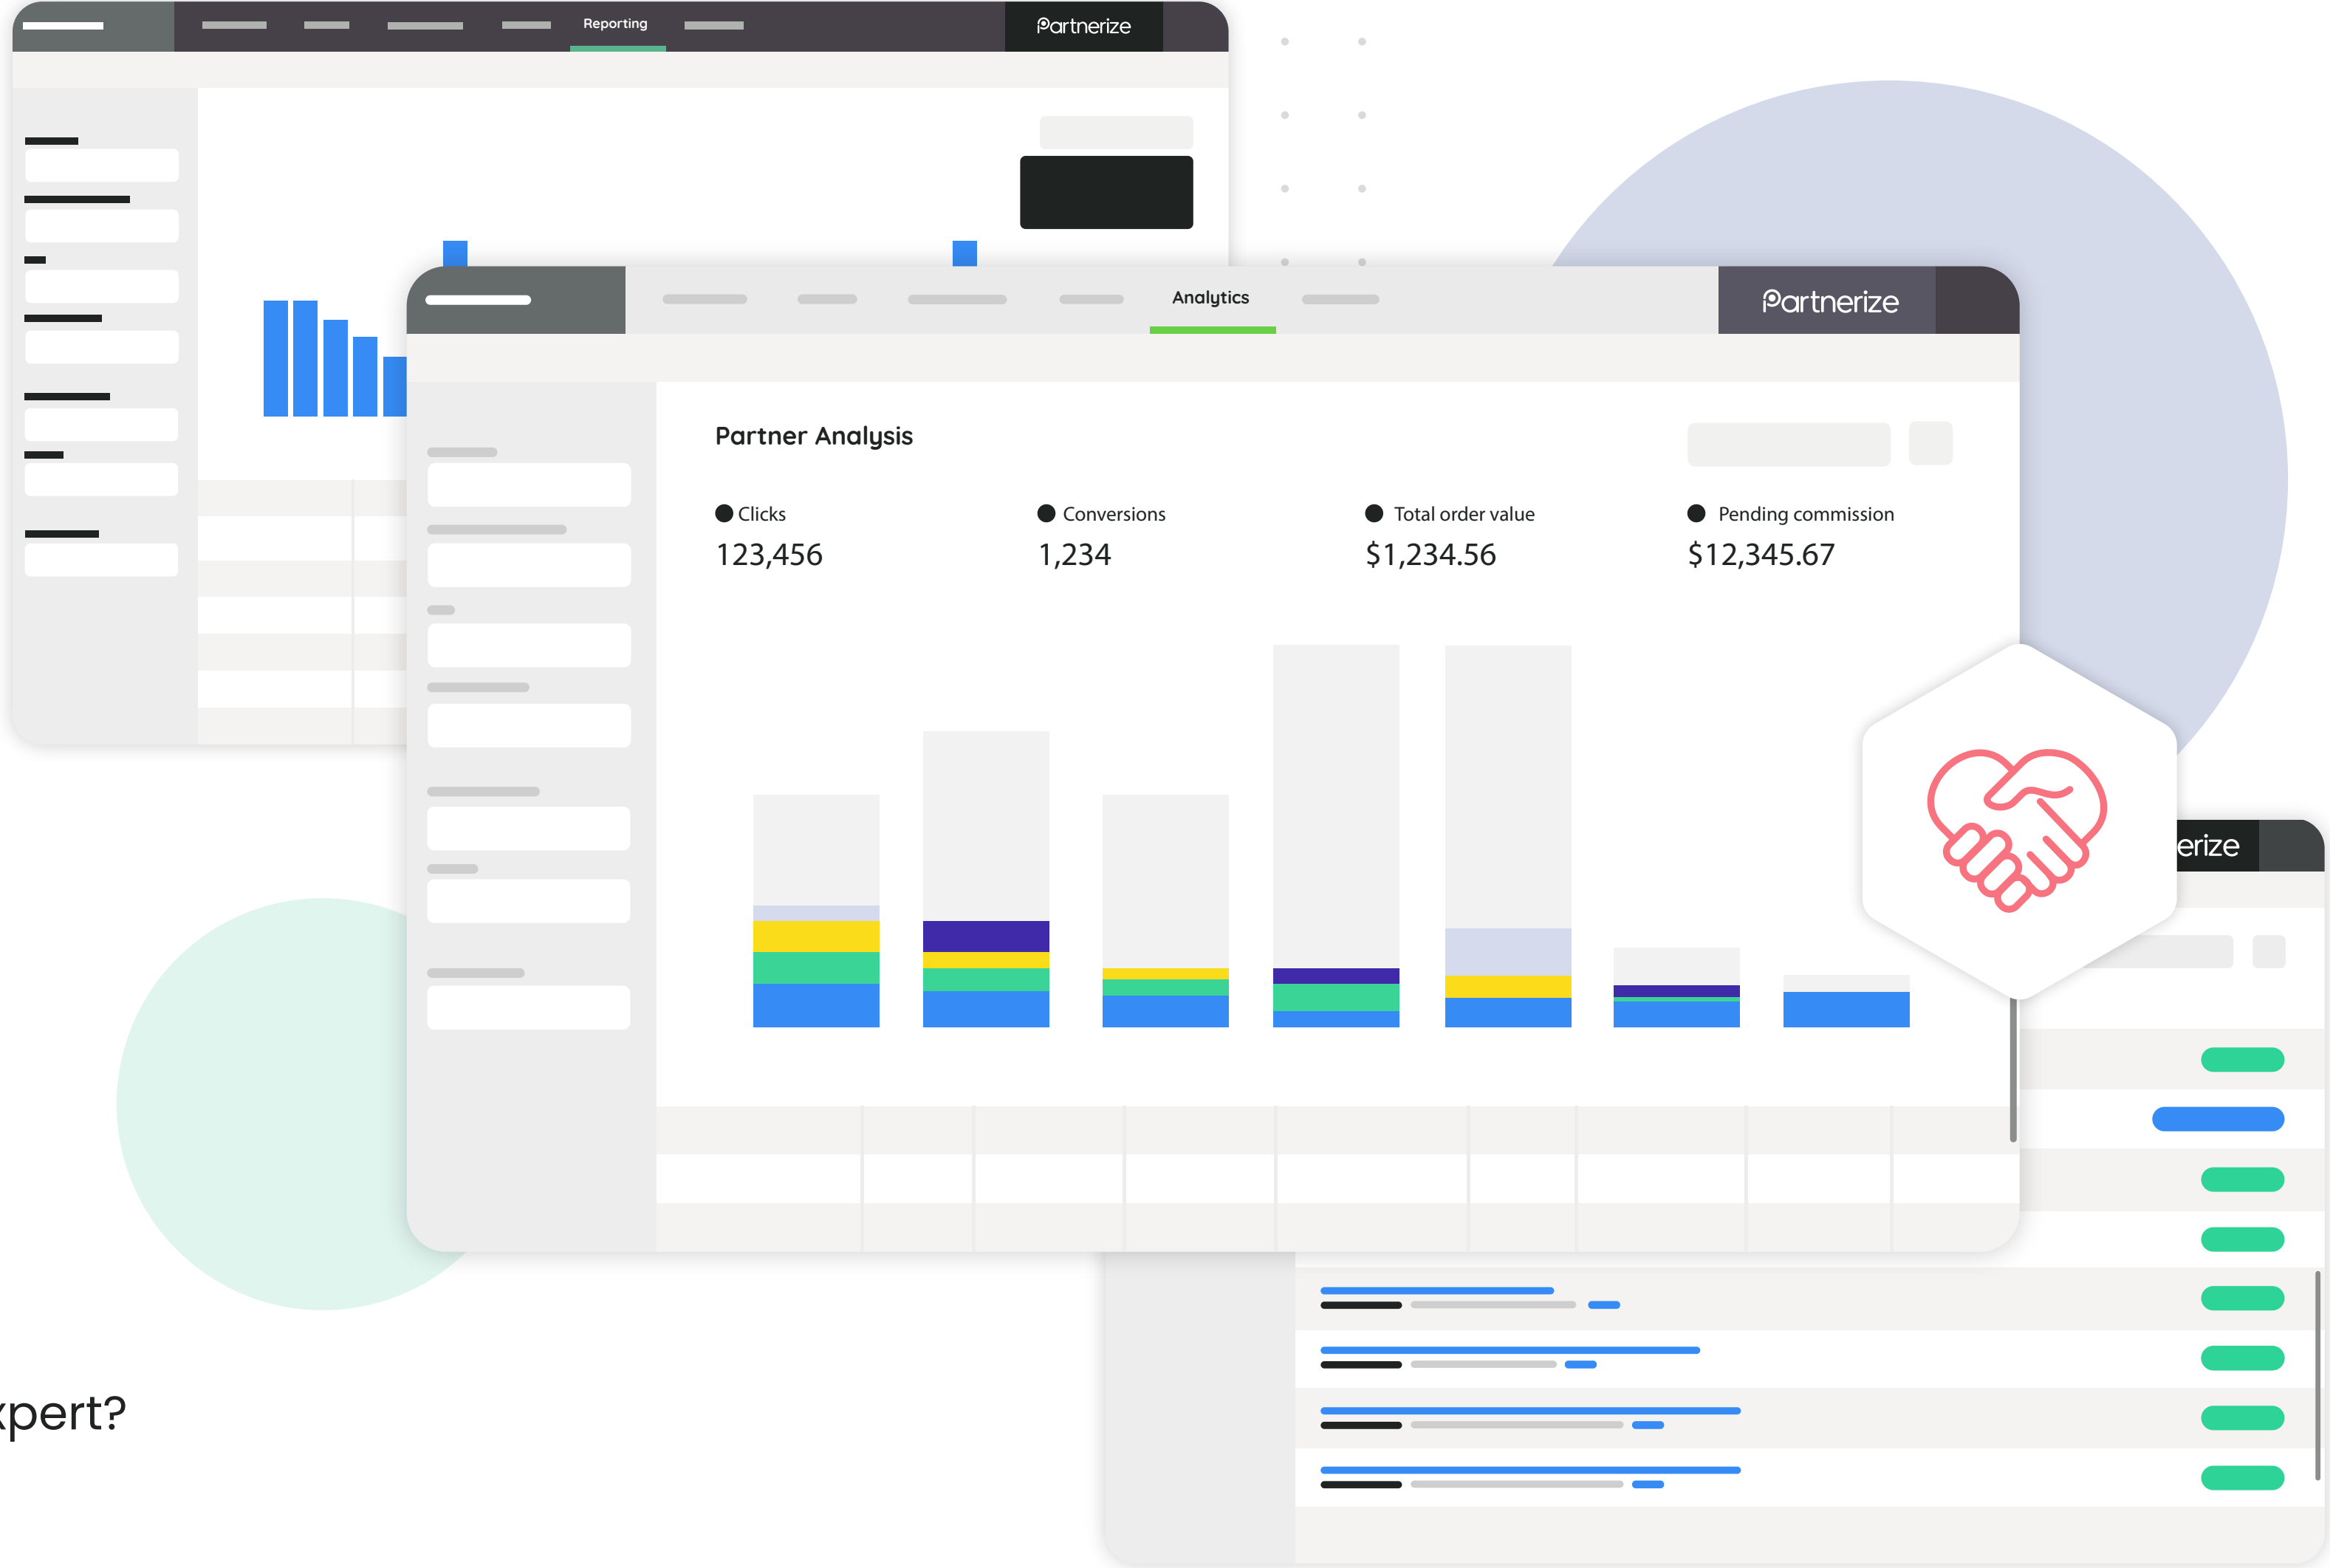 Reporting
Partnerize
Analytics
Partnerize
Partner Analysis
Clicks
Conversions
Total order value
Pending commission
123,456
1,234
$1,234.56
$12,345.67
erize
xpert?